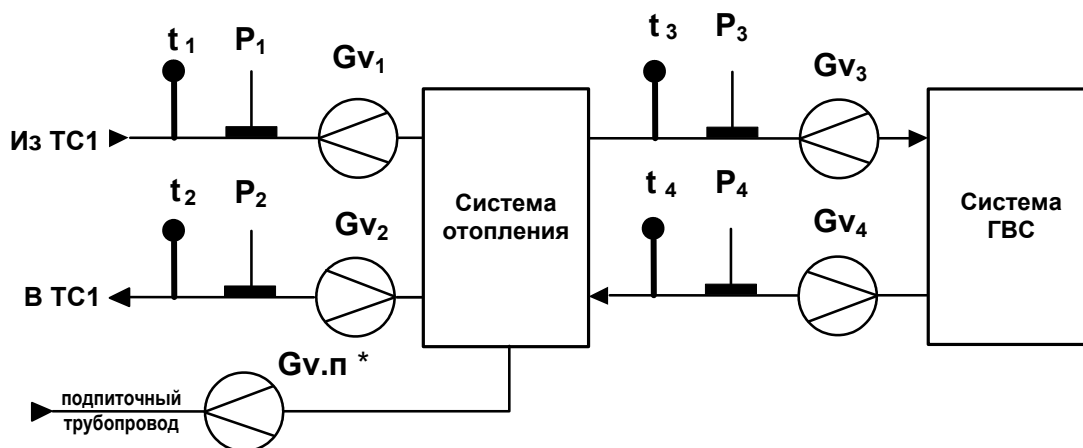 t 1 P1 Gv1
t 3 P3 Gv3
Из ТС1
t 2 P2 Gv2
Система
отопления
t 4 P4 Gv4
Система
ГВС
В ТС1
Gv.п *
подпиточный
трубопровод